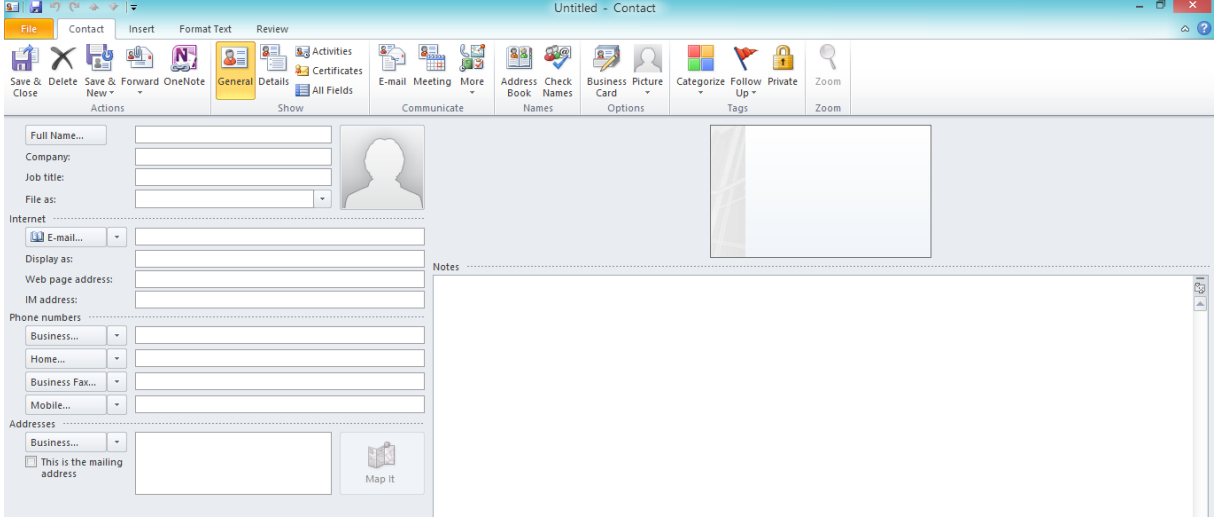 Untitled - Contact
File Contact Insert Format Text Review
Save & Close
Delete
Save & New
Forward
OneNote
Actions
General
Details
Activities
Certificates
All Fields
Show
E-mail
Meeting
More
Communicate
Address Book
Check Names
Names
Business Card
Picture
Options
Categorize
Follow Up
Private
Tags
Zoom
Zoom
Full Name...
Company:
Job title:
File as:
Internet
E-mail...
Display as:
Web page address:
IM address:
Phone numbers
Business...
Home...
Business Fax...
Mobile...
Addresses
Business...
This is the mailing
address
Map It
Notes